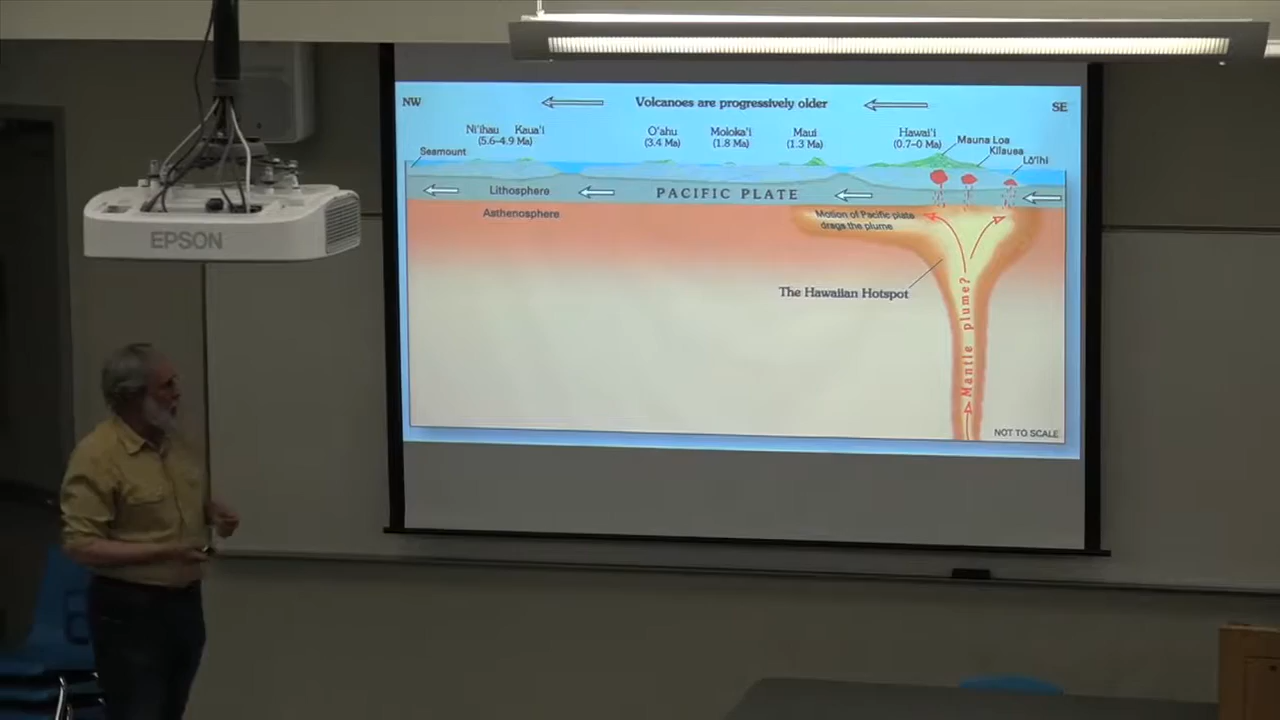 NW
Volcanoes are progressively older
SE
Ni'ihau Kaua'i
(5.6-4.9 Ma)
O'ahu
(3.4 Ma)
Moloka'i
(1.8 Ma)
Maui
(1.3 Ma)
Hawai'i
(0.7-0 Ma)
Mauna Loa
Kilauea
Lō'ihi
Seamount
Lithosphere
PACIFIC PLATE
Asthenosphere
Motion of Pacific plate
drags the plume
The Hawaiian Hotspot
Mantle plume?
NOT TO SCALE
EPSON